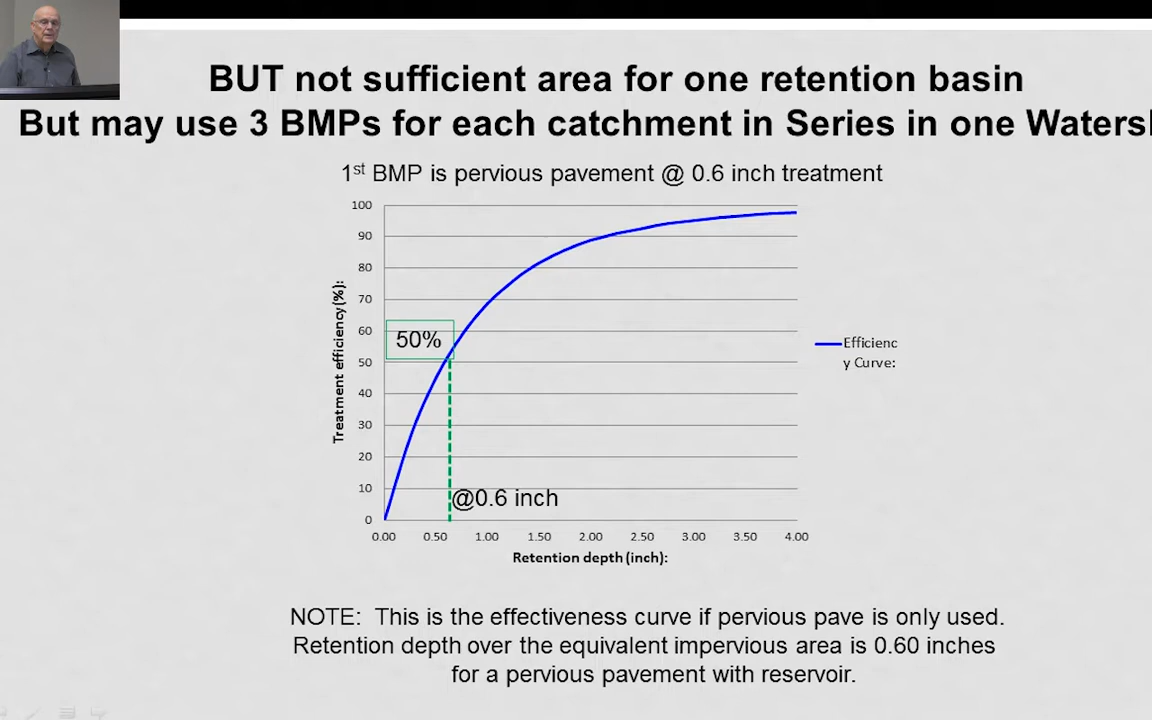 BUT not sufficient area for one retention basin
But may use 3 BMPs for each catchment in Series in one Watersh
1st BMP is pervious pavement @ 0.6 inch treatment
100
90
80
70
60
50
40
30
20
10
0
Treatment efficiency (%):
50%
@0.6 inch
Efficienc
y Curve:
0.00 0.50 1.00 1.50 2.00 2.50 3.00 3.50 4.00
Retention depth (inch):
NOTE: This is the effectiveness curve if pervious pave is only used.
Retention depth over the equivalent impervious area is 0.60 inches
for a pervious pavement with reservoir.